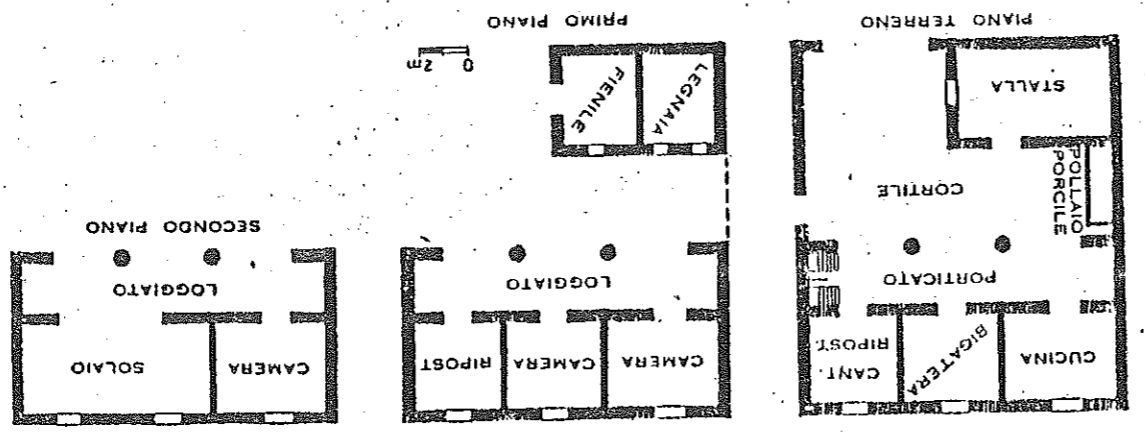 CUCINA
BIGATTERA
CANT.
RIPOST.
PORTICATO
POLLAIO
PORCILE
CORTILE
STALLA
PIANO TERRENO
CAMERA
CAMERA
RIPOST
LOGGIATO
LEGNAIA
FIENILE
0 2m
PRIMO PIANO
CAMERA
SOLAIO
LOGGIATO
SECONDO PIANO